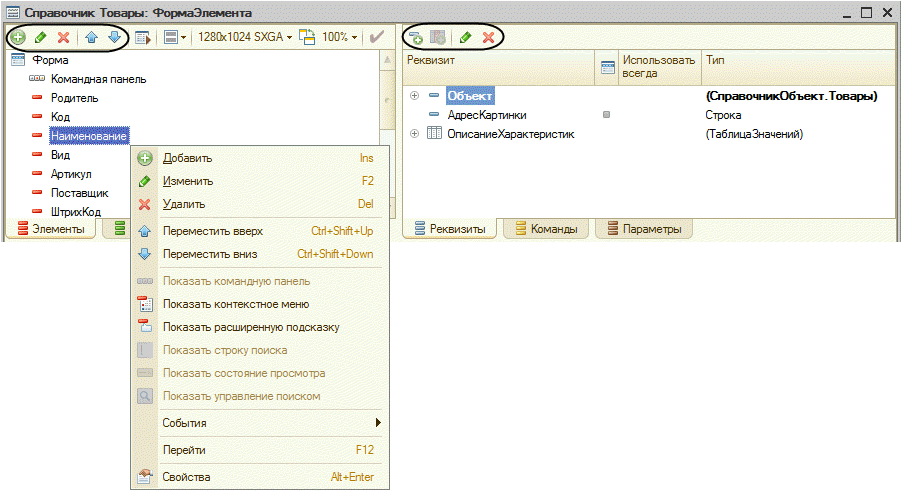 Справочник Товары: ФормаЭлемента
1280x1024 SXGA
100%
Форма
Командная панель
Родитель
Код
Наименование
Вид
Артикул
Поставщик
ШтрихКод
Элементы
Добавить Ins
Изменить F2
Удалить Del
Переместить вверх Ctrl+Shift+Up
Переместить вниз Ctrl+Shift+Down
Показать командную панель
Показать контекстное меню
Показать расширенную подсказку
Показать строку поиска
Показать состояние просмотра
Показать управление поиском
События
Перейти F12
Свойства Alt+Enter
Реквизит Использовать Тип
всегда
Объект (СправочникОбъект.Товары)
АдресКартинки Строка
ОписаниеХарактеристик (ТаблицаЗначений)
Реквизиты Команды Параметры